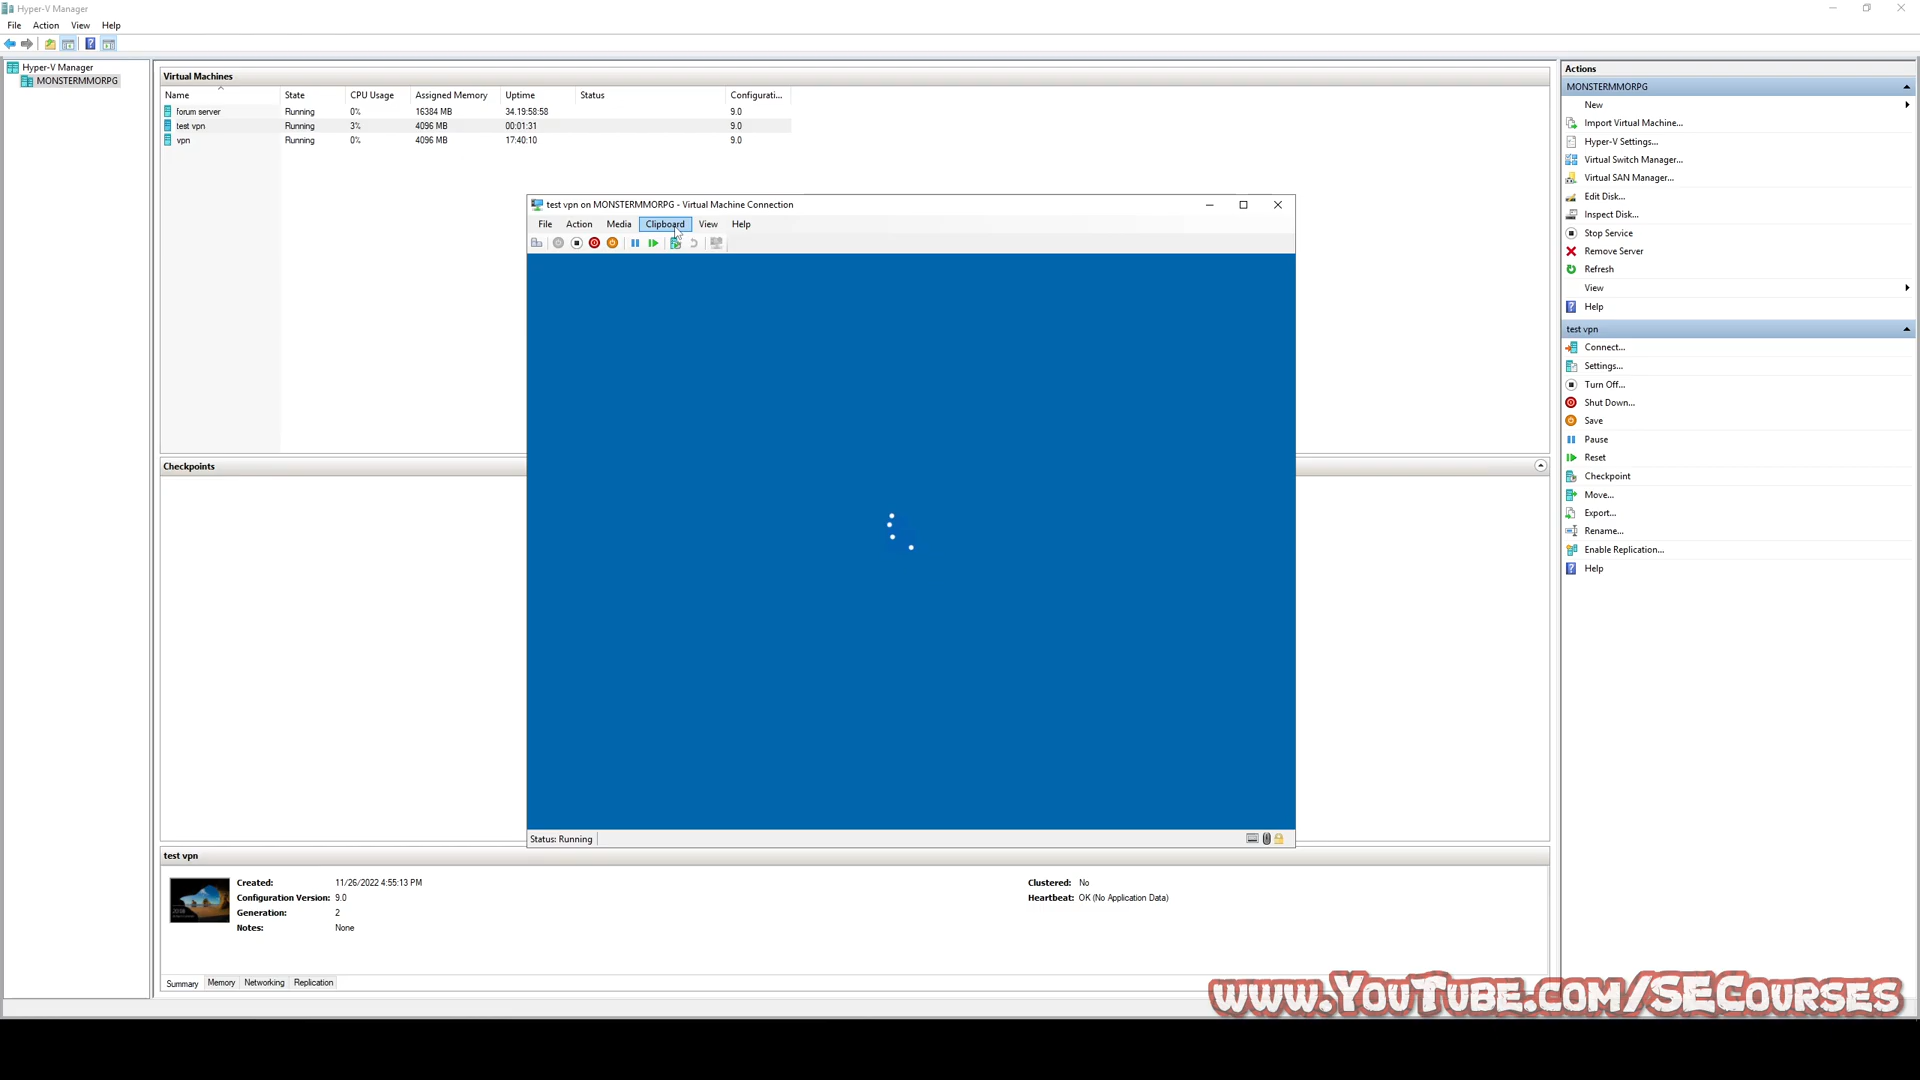 Hyper-V Manager
File Action View Help
Hyper-V Manager
MONSTERMMORPG
Virtual Machines
Name State CPU Usage Assigned Memory Uptime Status Configurati...
forum server Running 0% 16384 MB 34.19:58:58 9.0
test vpn Running 3% 4096 MB 00:01:31 9.0
vpn Running 0% 4096 MB 17:40:10 9.0
test vpn on MONSTERMMORPG - Virtual Machine Connection
File Action Media Clipboard View Help
Status: Running
Checkpoints
test vpn
Created: 11/26/2022 4:55:13 PM
Configuration Version: 9.0
Generation: 2
Notes: None
Clustered: No
Heartbeat: OK (No Application Data)
Summary Memory Networking Replication
Actions
MONSTERMMORPG
New
Import Virtual Machine...
Hyper-V Settings...
Virtual Switch Manager...
Virtual SAN Manager...
Edit Disk...
Inspect Disk...
Stop Service
Remove Server
Refresh
View
Help
test vpn
Connect...
Settings...
Turn Off...
Shut Down...
Save
Pause
Reset
Checkpoint
Move...
Export...
Rename...
Enable Replication...
Help
www.YouTube.com/SECourses